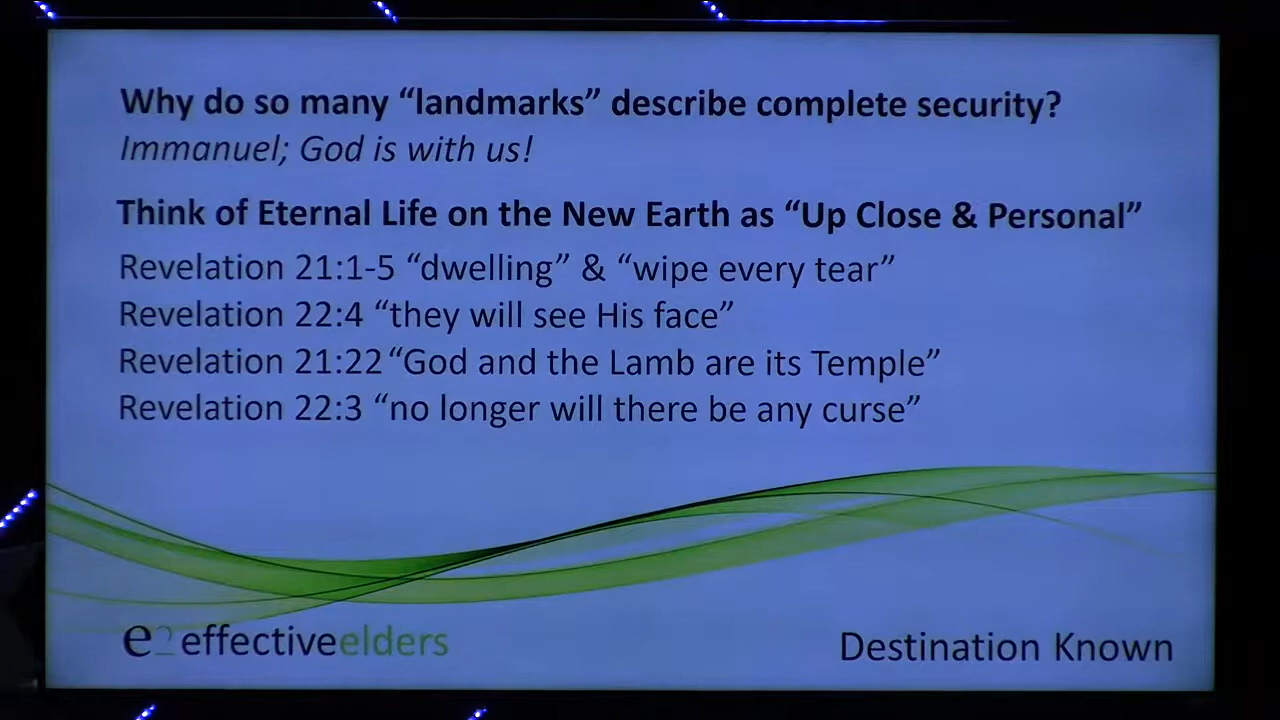 Why do so many “landmarks” describe complete security?
Immanuel; God is with us!
Think of Eternal Life on the New Earth as “Up Close & Personal”
Revelation 21:1-5 “dwelling” & “wipe every tear”
Revelation 22:4 “they will see His face”
Revelation 21:22 “God and the Lamb are its Temple”
Revelation 22:3 “no longer will there be any curse”
e2 effectiveelders
Destination Known